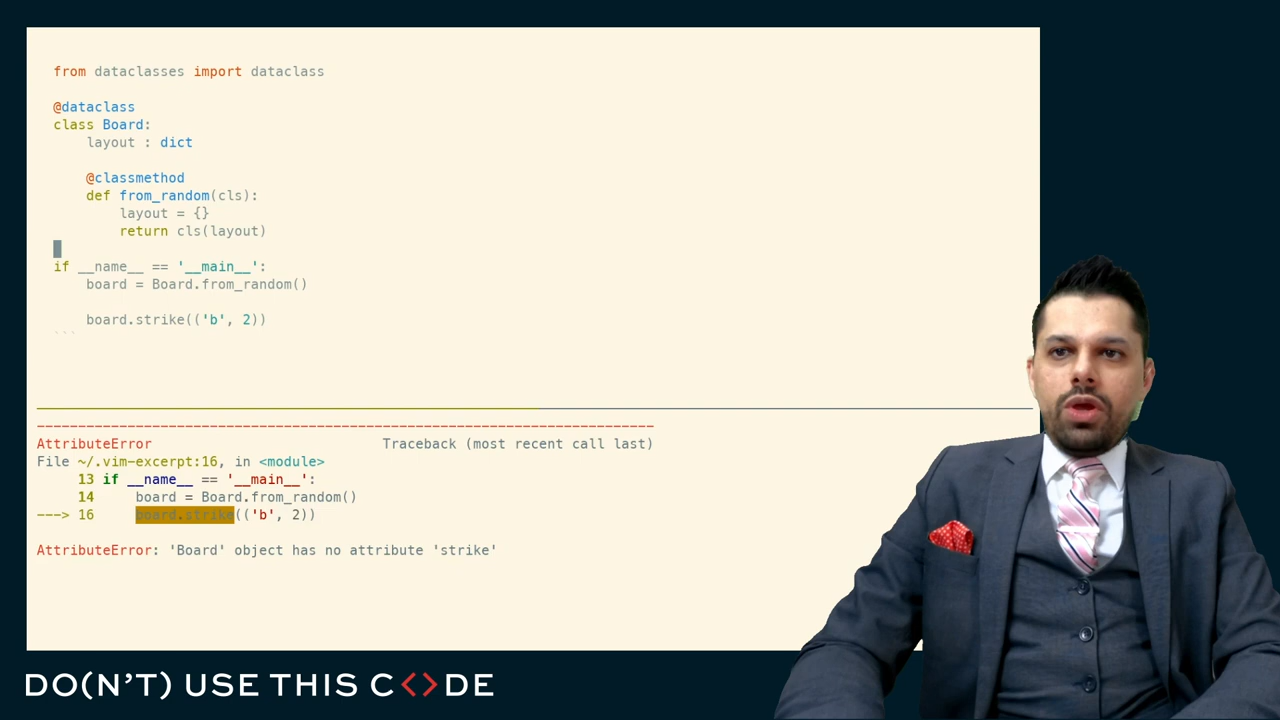 from dataclasses import dataclass
@dataclass
class Board:
    layout : dict
    @classmethod
    def from_random(cls):
        layout = {}
        return cls(layout)
if __name__ == '__main__':
    board = Board.from_random()
    board.strike(('b', 2))
```
---------------------------------------------------------------------------
AttributeError                            Traceback (most recent call last)
File ~/.vim-excerpt:16, in <module>
     13 if __name__ == '__main__':
     14     board = Board.from_random()
---> 16     board.strike(('b', 2))
AttributeError: 'Board' object has no attribute 'strike'
DO(N'T) USE THIS C<>DE